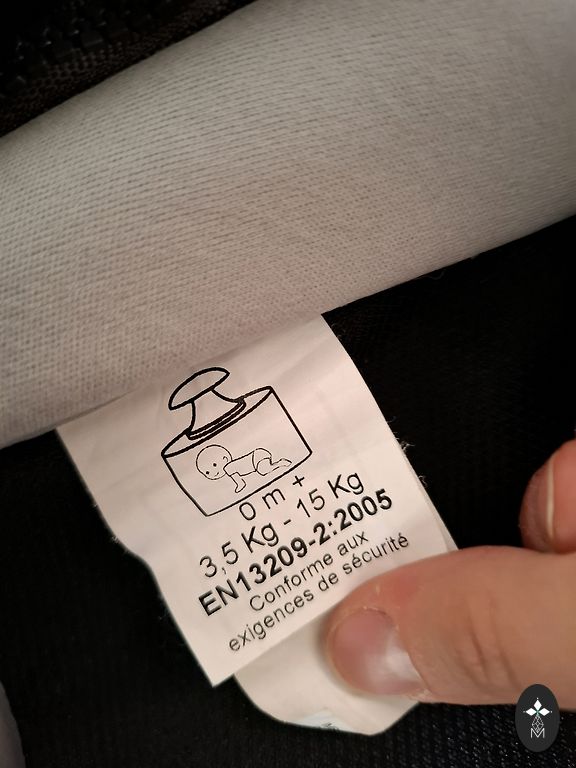 0 m +
3,5 Kg - 15 Kg
EN13209-2:2005
Conforme aux
exigences de sécurité
M